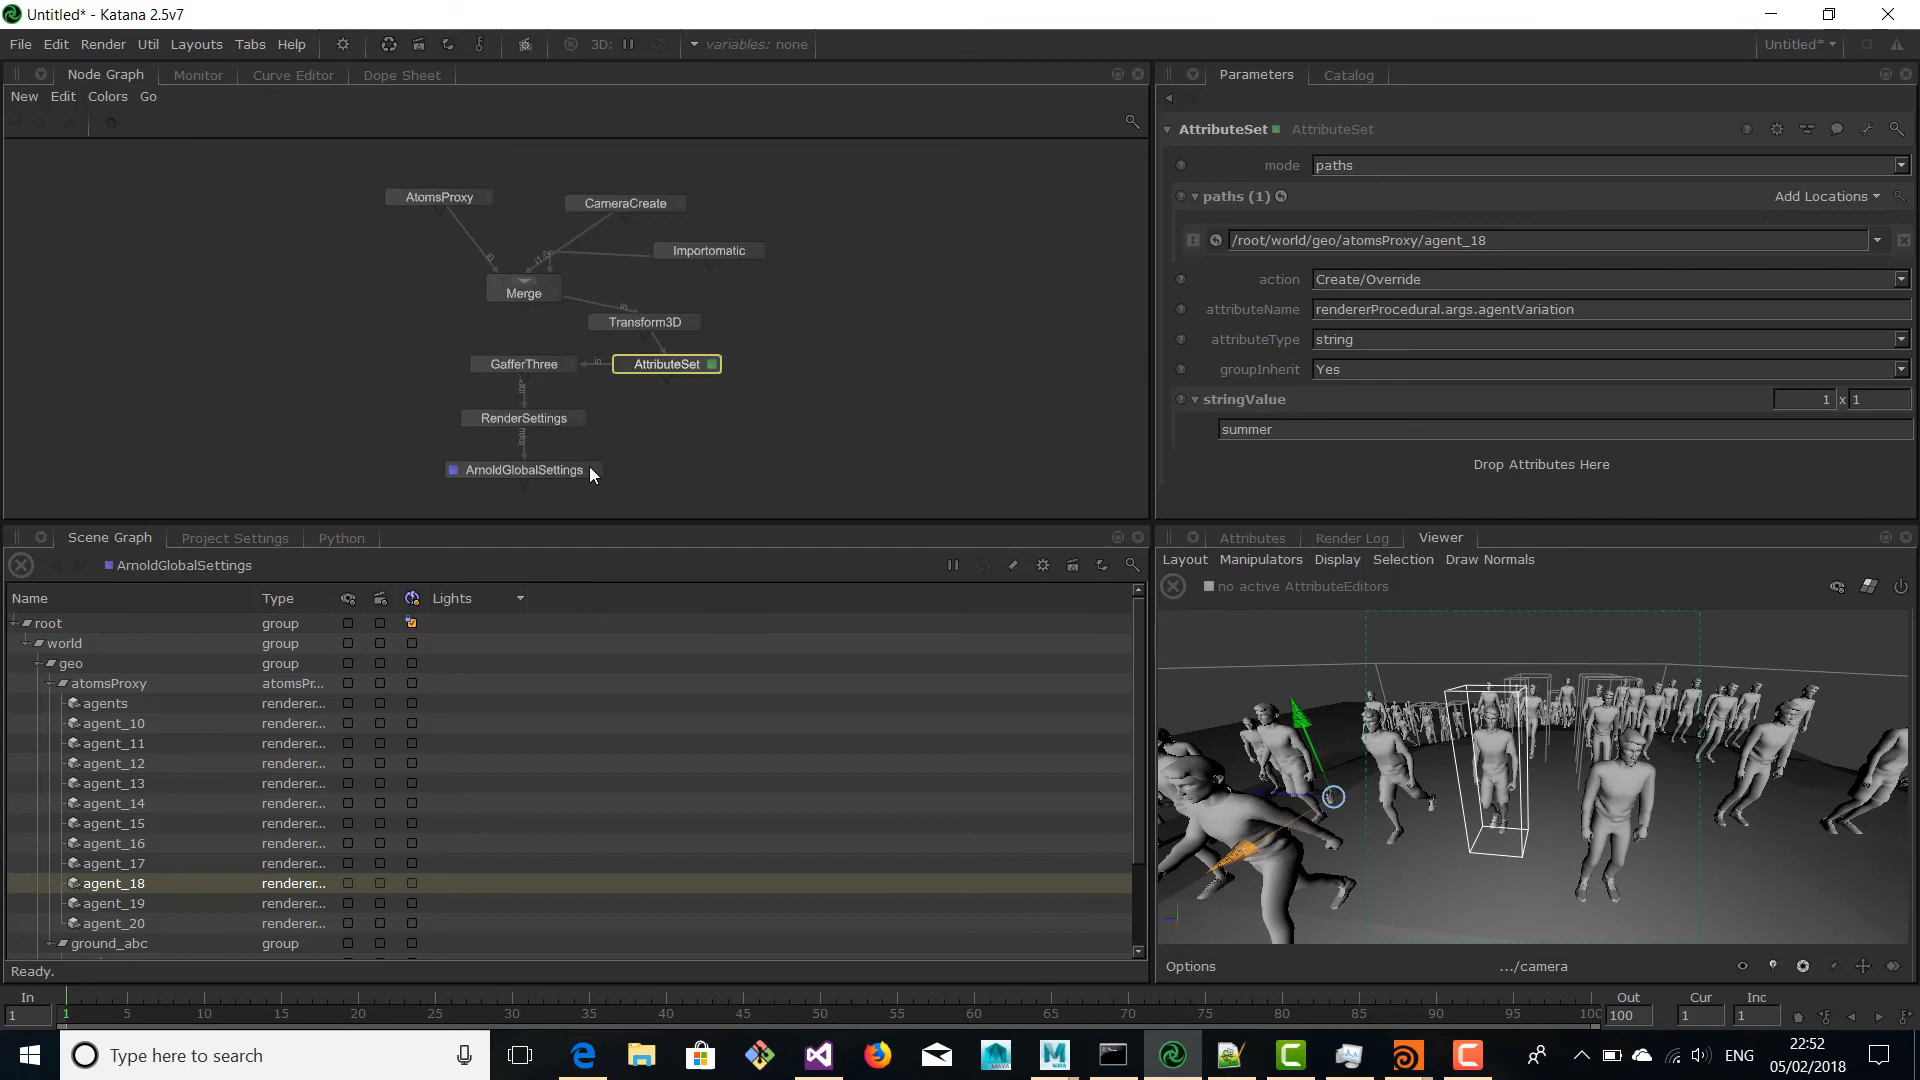 Untitled* - Katana 2.5v7
File Edit Render Util Layouts Tabs Help 3D: variables: none Untitled*
Node Graph Monitor Curve Editor Dope Sheet
New Edit Colors Go
AtomsProxy
CameraCreate
Importomatic
Merge
in
Transform3D
GafferThree
in
AttributeSet
RenderSettings
ArnoldGlobalSettings
Parameters Catalog
AttributeSet AttributeSet
mode paths
paths (1) Add Locations
/root/world/geo/atomsProxy/agent_18
action Create/Override
attributeName rendererProcedural.args.agentVariation
attributeType string
groupInherit Yes
stringValue 1 x 1
summer
Drop Attributes Here
Scene Graph Project Settings Python
ArnoldGlobalSettings
Name Type Lights
root group
world group
geo group
atomsProxy atomsPr...
agents renderer...
agent_10 renderer...
agent_11 renderer...
agent_12 renderer...
agent_13 renderer...
agent_14 renderer...
agent_15 renderer...
agent_16 renderer...
agent_17 renderer...
agent_18 renderer...
agent_19 renderer...
agent_20 renderer...
ground_abc group
Ready.
Attributes Render Log Viewer
Layout Manipulators Display Selection Draw Normals
no active AttributeEditors
Options .../camera
In Out Cur Inc
1 1 5 10 15 20 25 30 35 40 45 50 55 60 65 70 75 80 85 90 95 100 100 1 1
Type here to search
ENG
22:52
05/02/2018